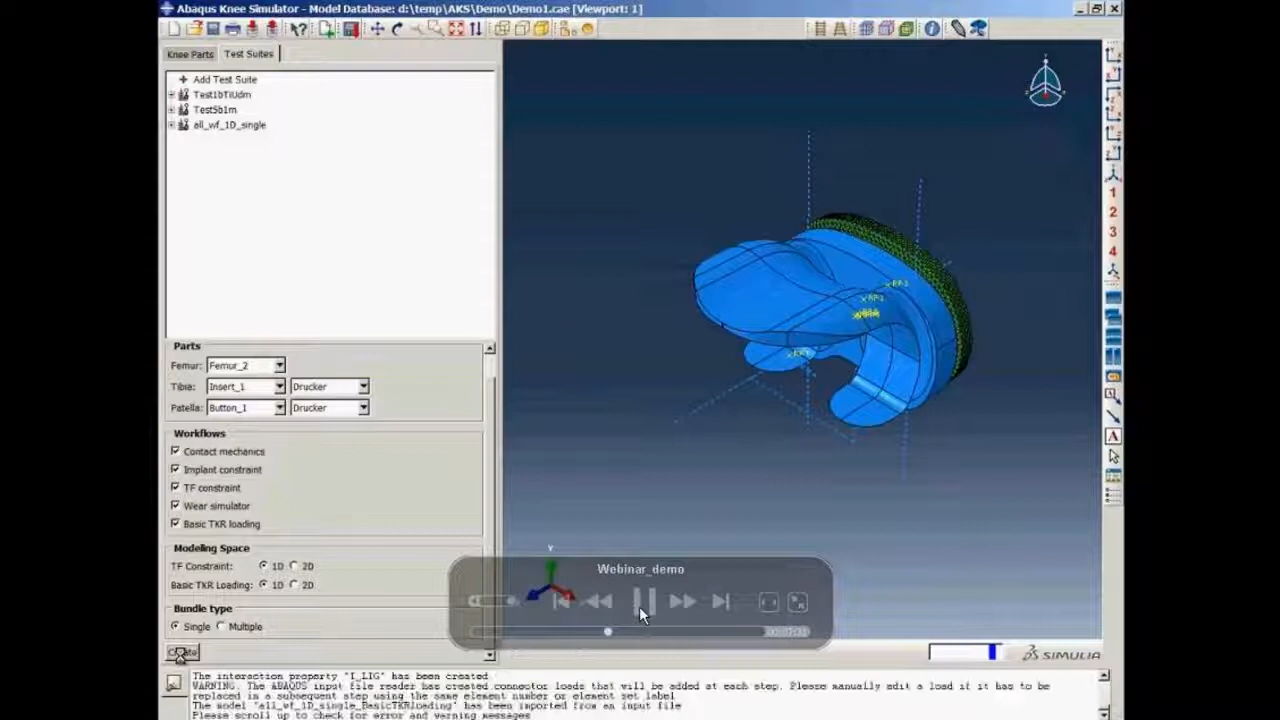 Abaqus Knee Simulator - Model Database: d:\temp\AKS\Demo\Demo1.cae [Viewport: 1]
Knee Parts Test Suites
Add Test Suite
Test1bTiUdm
Test5b1m
all_wf_1D_single
Parts
Femur: Femur_2
Tibia: Insert_1 Drucker
Patella: Button_1 Drucker
Workflows
Contact mechanics
Implant constraint
TF constraint
Wear simulator
Basic TKR loading
Modeling Space
TF Constraint: 1D 2D
Basic TKR Loading: 1D 2D
Bundle type
Single Multiple
Y
Webinar_demo
1
2
3
4
A
SIMULIA
The interaction property "I_LIG" has been created
WARNING: The ABAQUS input file reader has created connector loads that will be added at each step. Please manually edit a load if it has to be
replaced in a subsequent step using the same element number or element set label
The model "all_wf_1D_single_BasicTKRloading" has been imported from an input file
Please scroll up to check for error and warning messages